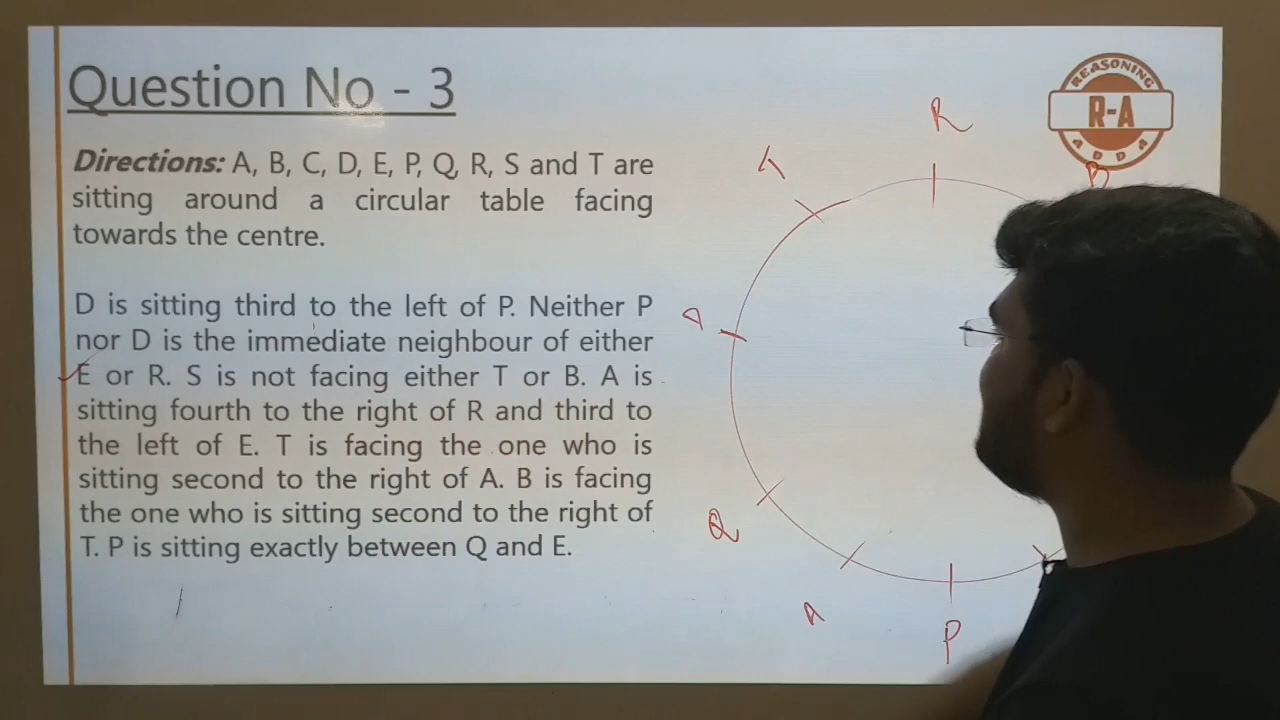 Question No - 3
REASONING
R-A
ADDA
Directions: A, B, C, D, E, P, Q, R, S and T are
sitting around a circular table facing
towards the centre.
D is sitting third to the left of P. Neither P
nor D is the immediate neighbour of either
E or R. S is not facing either T or B. A is
sitting fourth to the right of R and third to
the left of E. T is facing the one who is
sitting second to the right of A. B is facing
the one who is sitting second to the right of
T. P is sitting exactly between Q and E.
R
B
Q
P